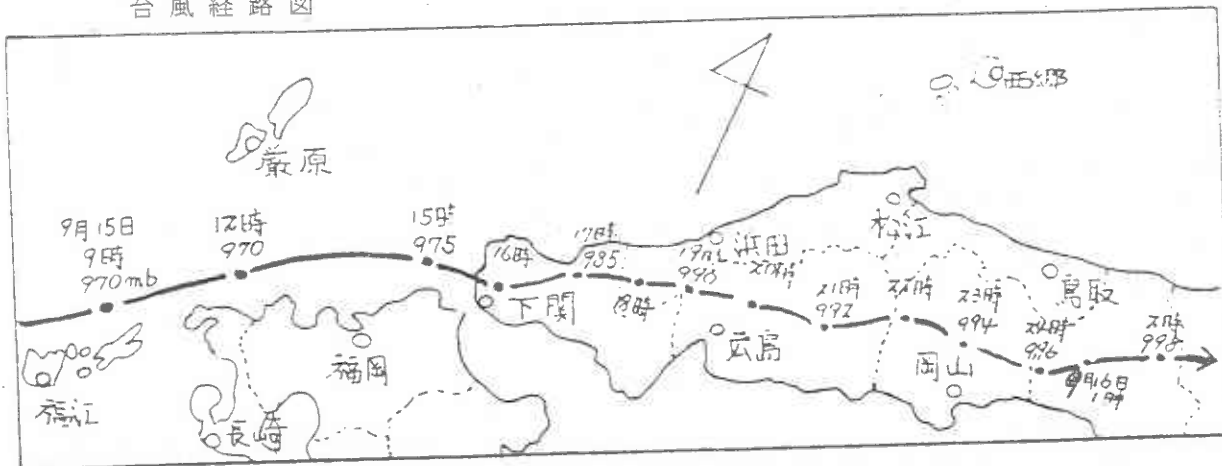 台風経路図
西郷
厳原
9月15日
9時
970mb
12時
970
15時
975
16時
17時
985
18時
19時
990
浜田
20時
松江
21時
992
22時
23時
994
24時
996
鳥取
9月16日
1時
2時
998
下関
広島
岡山
福岡
福江
長崎